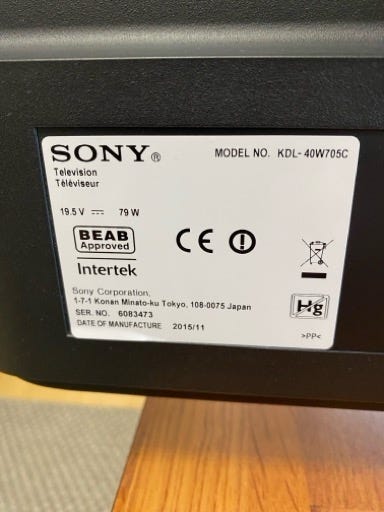 SONY®
MODEL NO. KDL-40W705C
Television
Téléviseur
19.5 V ⎓ 79 W
BEAB
Approved
Intertek
CE
Sony Corporation,
1-7-1 Konan Minato-ku Tokyo, 108-0075 Japan
SER. NO. 6083473
DATE OF MANUFACTURE 2015/11
Hg
>PP<